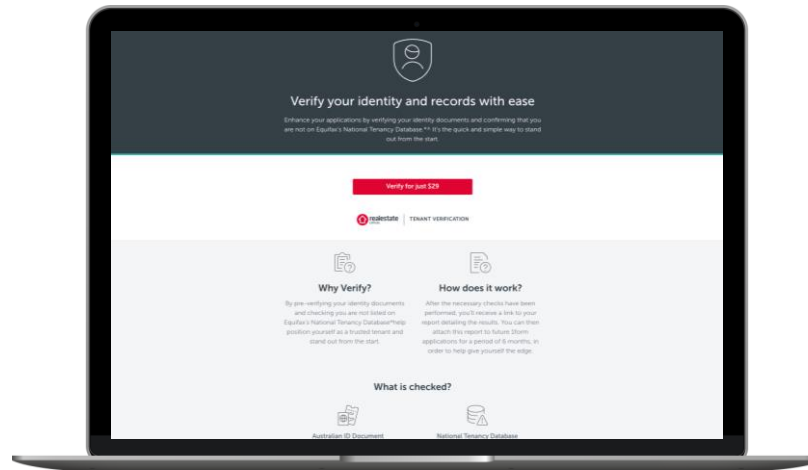 Verify your identity and records with ease
Enhance your applications by verifying your identity documents and confirming that you
are not on Equifax's National Tenancy Database.^^ It's the quick and simple way to stand
out from the start.
Verify for just $29
realestate
TENANT VERIFICATION
Why Verify?
By pre-verifying your identity documents
and checking you are not listed on
Equifax's National Tenancy Database^^help
position yourself as a trusted tenant and
stand out from the start.
How does it work?
After the necessary checks have been
performed, you'll receive a link to your
report detailing the results. You can then
attach this report to future 1form
applications for a period of 6 months, in
order to help give yourself the edge.
What is checked?
Australian ID Document
National Tenancy Database